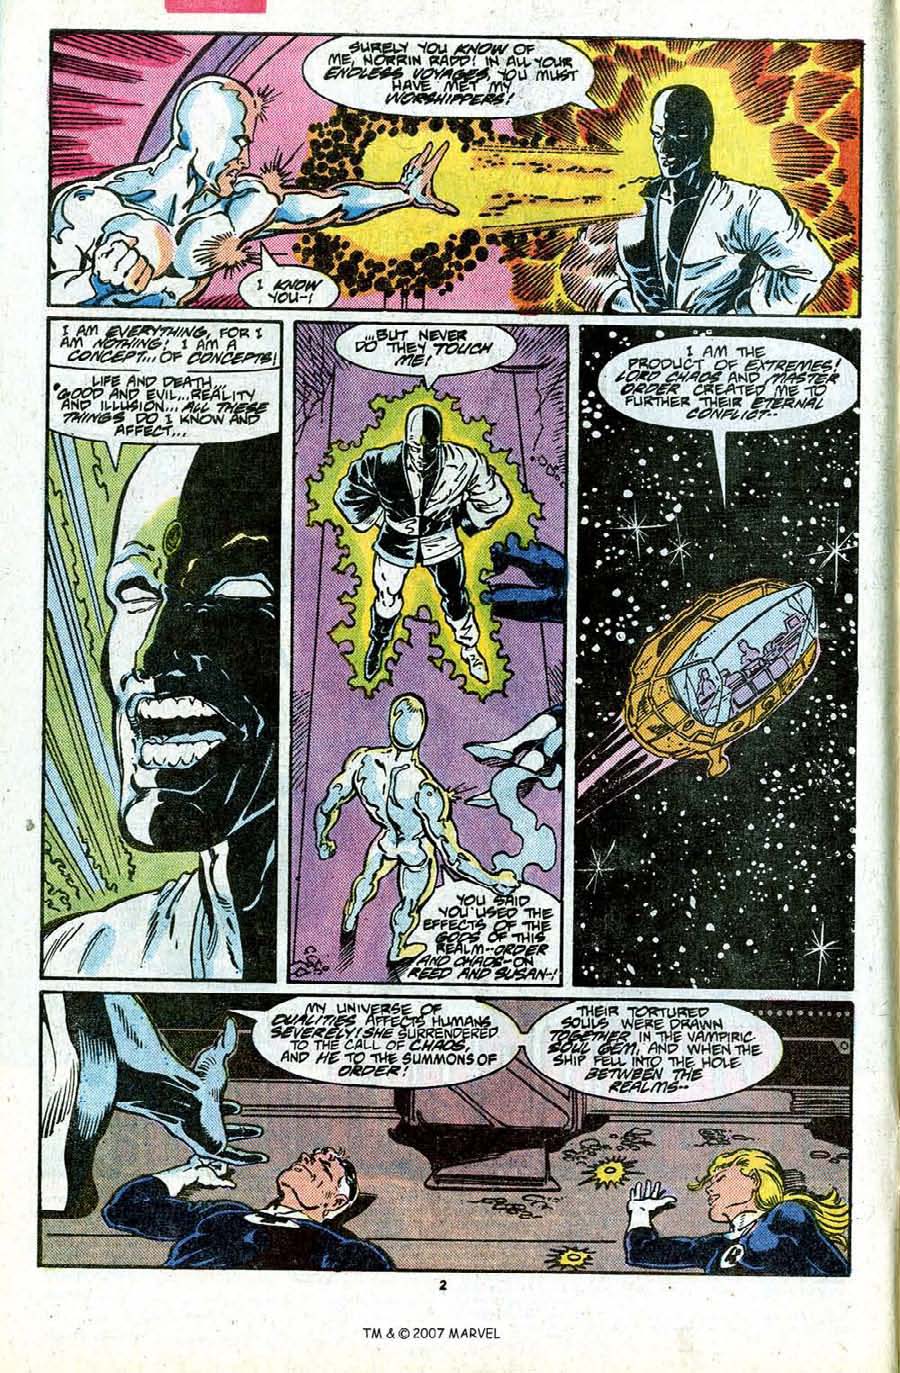 SURELY YOU KNOW OF
ME, NORRIN RADD! IN ALL YOUR
ENDLESS VOYAGES, YOU MUST
HAVE MET MY
WORSHIPPERS!
I KNOW
YOU--!
I AM EVERYTHING, FOR I
AM NOTHING! I AM A
CONCEPT... OF CONCEPTS!
LIFE AND DEATH...
GOOD AND EVIL...REALITY
AND ILLUSION...ALL THESE
THINGS DO I KNOW AND
AFFECT...
...BUT NEVER
DO THEY TOUCH
ME!
YOU SAID
YOU USED THE
EFFECTS OF THE
GODS OF THIS
REALM--ORDER
AND CHAOS--ON
REED AND SUSAN--!
I AM THE
PRODUCT OF EXTREMES!
LORD CHAOS AND MASTER
ORDER CREATED ME TO
FURTHER THEIR ETERNAL
CONFLICT--
MY UNIVERSE OF
DUALITIES AFFECTS HUMANS
SEVERELY! SHE SURRENDERED
TO THE CALL OF CHAOS.
AND HE TO THE SUMMONS OF
ORDER!
THEIR TORTURED
SOULS WERE DRAWN
TOGETHER IN THE VAMPIRIC
SOUL GEM, AND WHEN THE
SHIP FELL INTO THE HOLE
BETWEEN THE
REALMS--
4
2
TM & © 2007 MARVEL